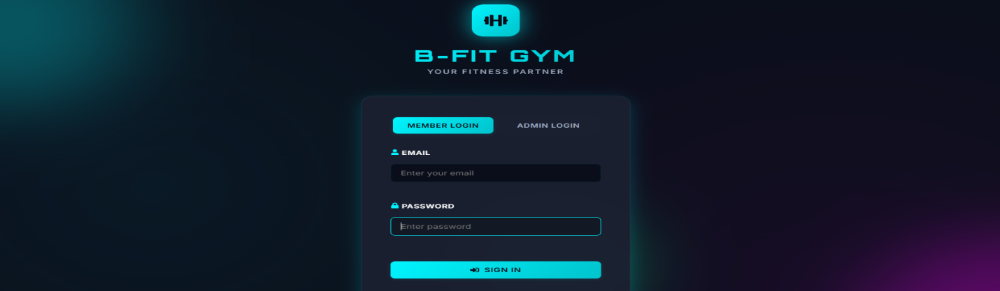 B-FIT GYM
YOUR FITNESS PARTNER
MEMBER LOGIN ADMIN LOGIN
EMAIL
Enter your email
PASSWORD
Enter password
SIGN IN